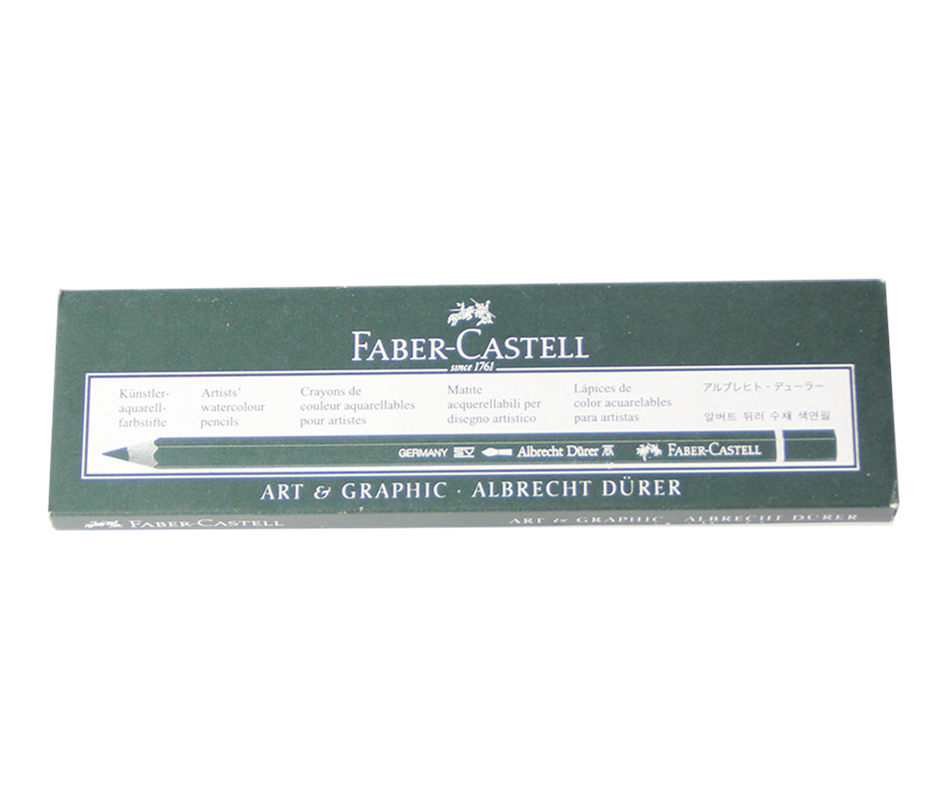 FABER-CASTELL
since 1761
Künstler-
aquarell-
farbstifte
Artists'
watercolour
pencils
Crayons de
couleur aquarellables
pour artistes
Matite
acquerellabili per
disegno artistico
Lápices de
color acuarelables
para artistas
アルブレヒト・デューラー
알버트 뒤러 수채 색연필
GERMANY SV Albrecht Dürer FABER-CASTELL
ART & GRAPHIC · ALBRECHT DÜRER
FABER-CASTELL
ART & GRAPHIC · ALBRECHT DÜRER